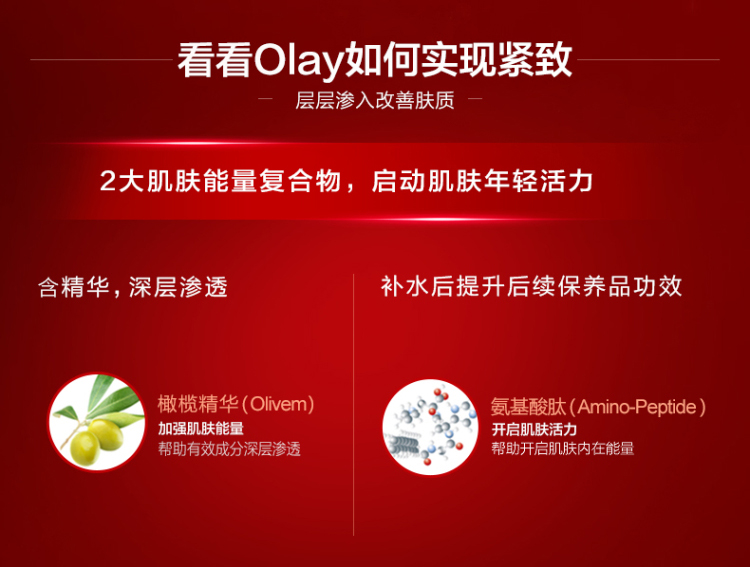 看看Olay如何实现紧致
层层渗入改善肤质
2大肌肤能量复合物，启动肌肤年轻活力
含精华，深层渗透
补水后提升后续保养品功效
橄榄精华（Olivem）
加强肌肤能量
帮助有效成分深层渗透
氨基酸肽（Amino-Peptide）
开启肌肤活力
帮助开启肌肤内在能量